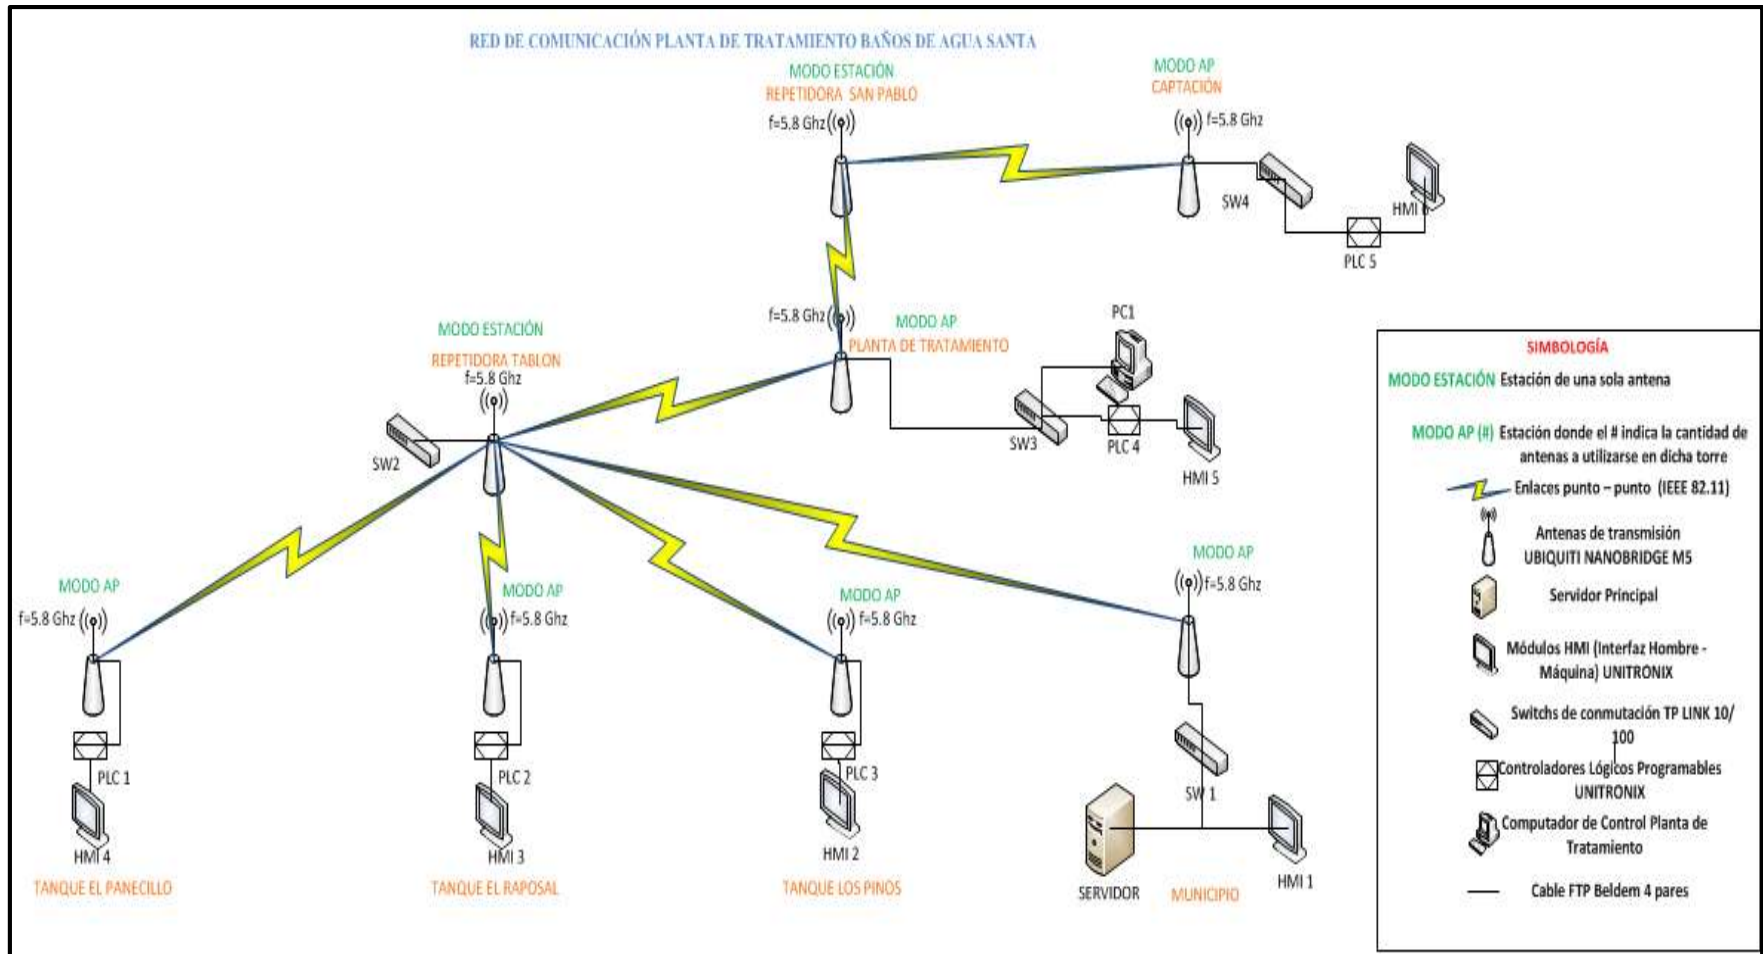 RED DE COMUNICACIÓN PLANTA DE TRATAMIENTO BAÑOS DE AGUA SANTA
MODO ESTACIÓN
REPETIDORA SAN PABLO
f=5.8 Ghz
MODO AP
CAPTACIÓN
f=5.8 Ghz
SW4
HMI 6
PLC 5
f=5.8 Ghz
MODO AP
PLANTA DE TRATAMIENTO
PC1
SW3
PLC 4
HMI 5
MODO ESTACIÓN
REPETIDORA TABLON
f=5.8 Ghz
SW2
MODO AP
f=5.8 Ghz
PLC 1
HMI 4
TANQUE EL PANECILLO
MODO AP
f=5.8 Ghz
PLC 2
HMI 3
TANQUE EL RAPOSAL
MODO AP
f=5.8 Ghz
PLC 3
HMI 2
TANQUE LOS PINOS
MODO AP
f=5.8 Ghz
SW 1
SERVIDOR
MUNICIPIO
HMI 1
SIMBOLOGÍA
MODO ESTACIÓN Estación de una sola antena
MODO AP (#) Estación donde el # indica la cantidad de
antenas a utilizarse en dicha torre
Enlaces punto – punto (IEEE 82.11)
Antenas de transmisión
UBIQUITI NANOBRIDGE M5
Servidor Principal
Módulos HMI (Interfaz Hombre -
Máquina) UNITRONIX
Switchs de conmutación TP LINK 10/
100
Controladores Lógicos Programables
UNITRONIX
Computador de Control Planta de
Tratamiento
Cable FTP Beldem 4 pares